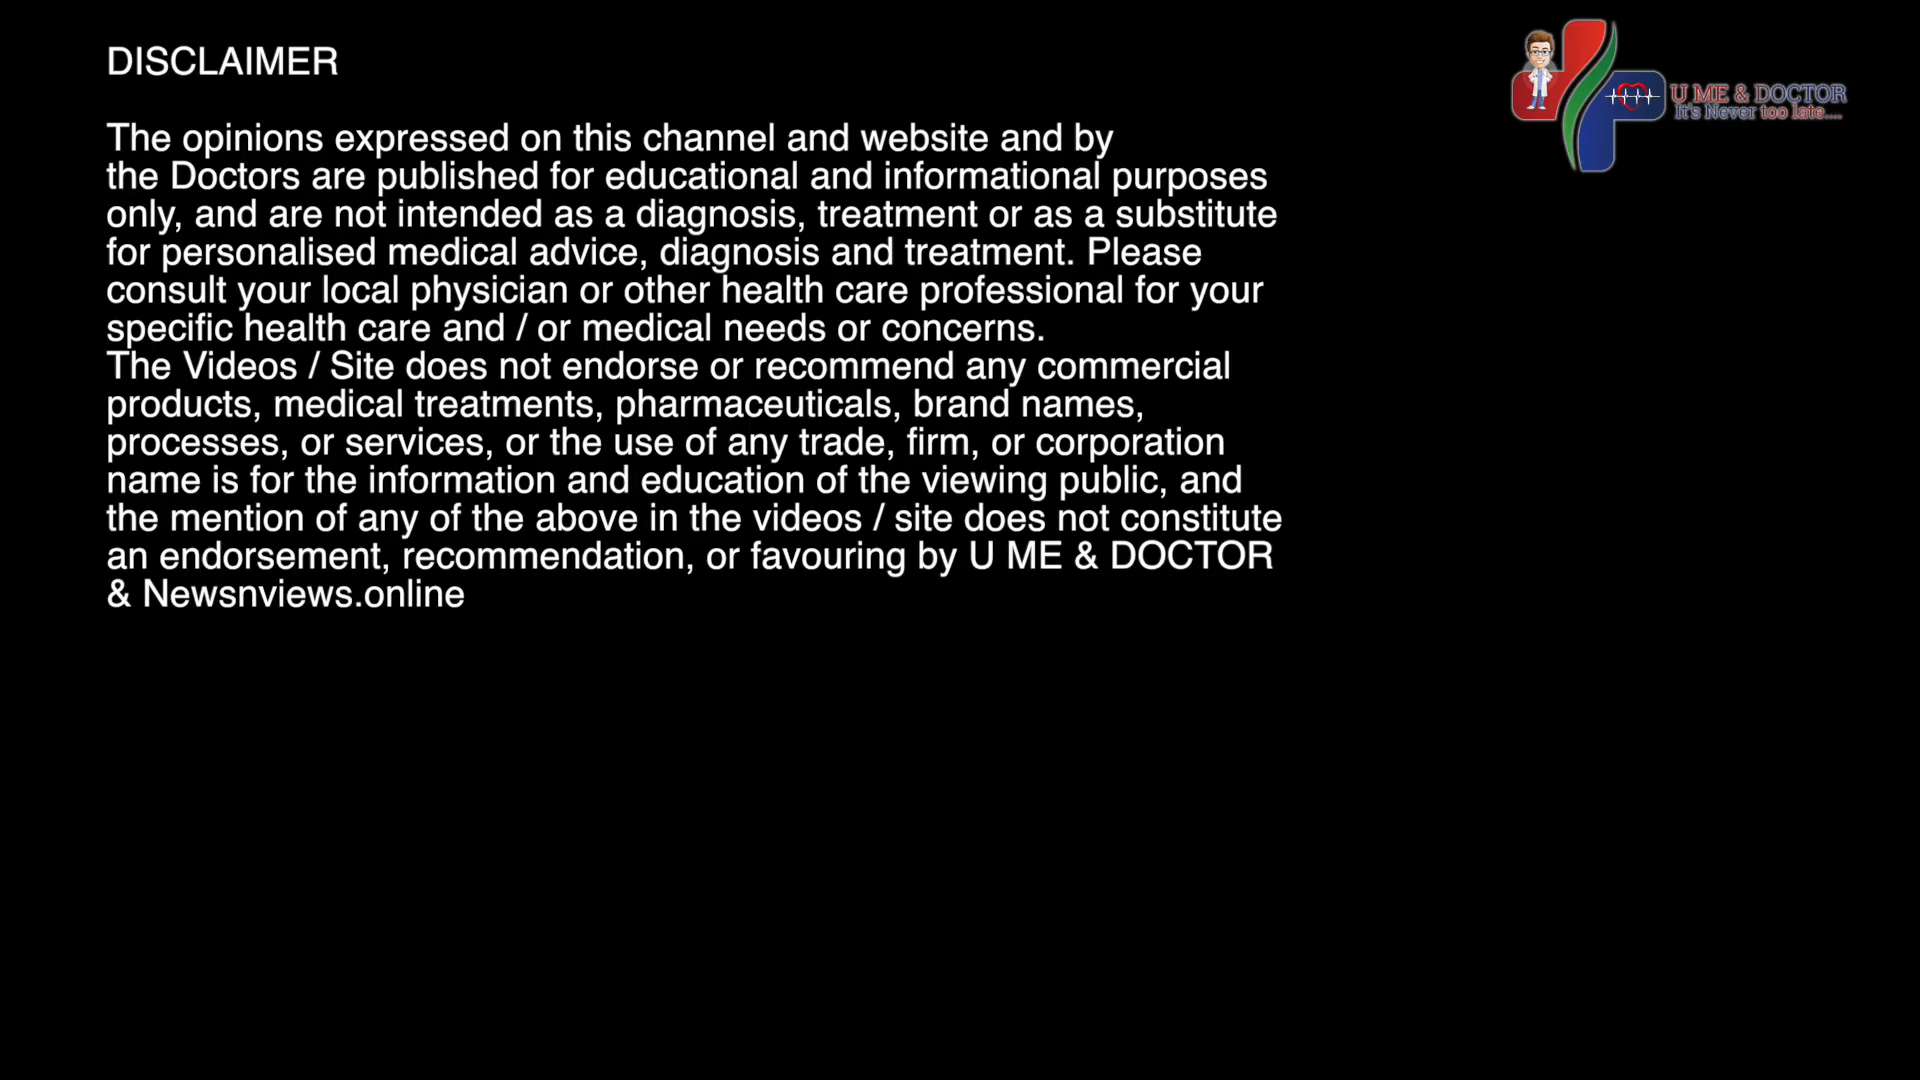 DISCLAIMER
The opinions expressed on this channel and website and by
the Doctors are published for educational and informational purposes
only, and are not intended as a diagnosis, treatment or as a substitute
for personalised medical advice, diagnosis and treatment. Please
consult your local physician or other health care professional for your
specific health care and / or medical needs or concerns.
The Videos / Site does not endorse or recommend any commercial
products, medical treatments, pharmaceuticals, brand names,
processes, or services, or the use of any trade, firm, or corporation
name is for the information and education of the viewing public, and
the mention of any of the above in the videos / site does not constitute
an endorsement, recommendation, or favouring by U ME & DOCTOR
& Newsnviews.online
U ME & DOCTOR
It's Never too late....